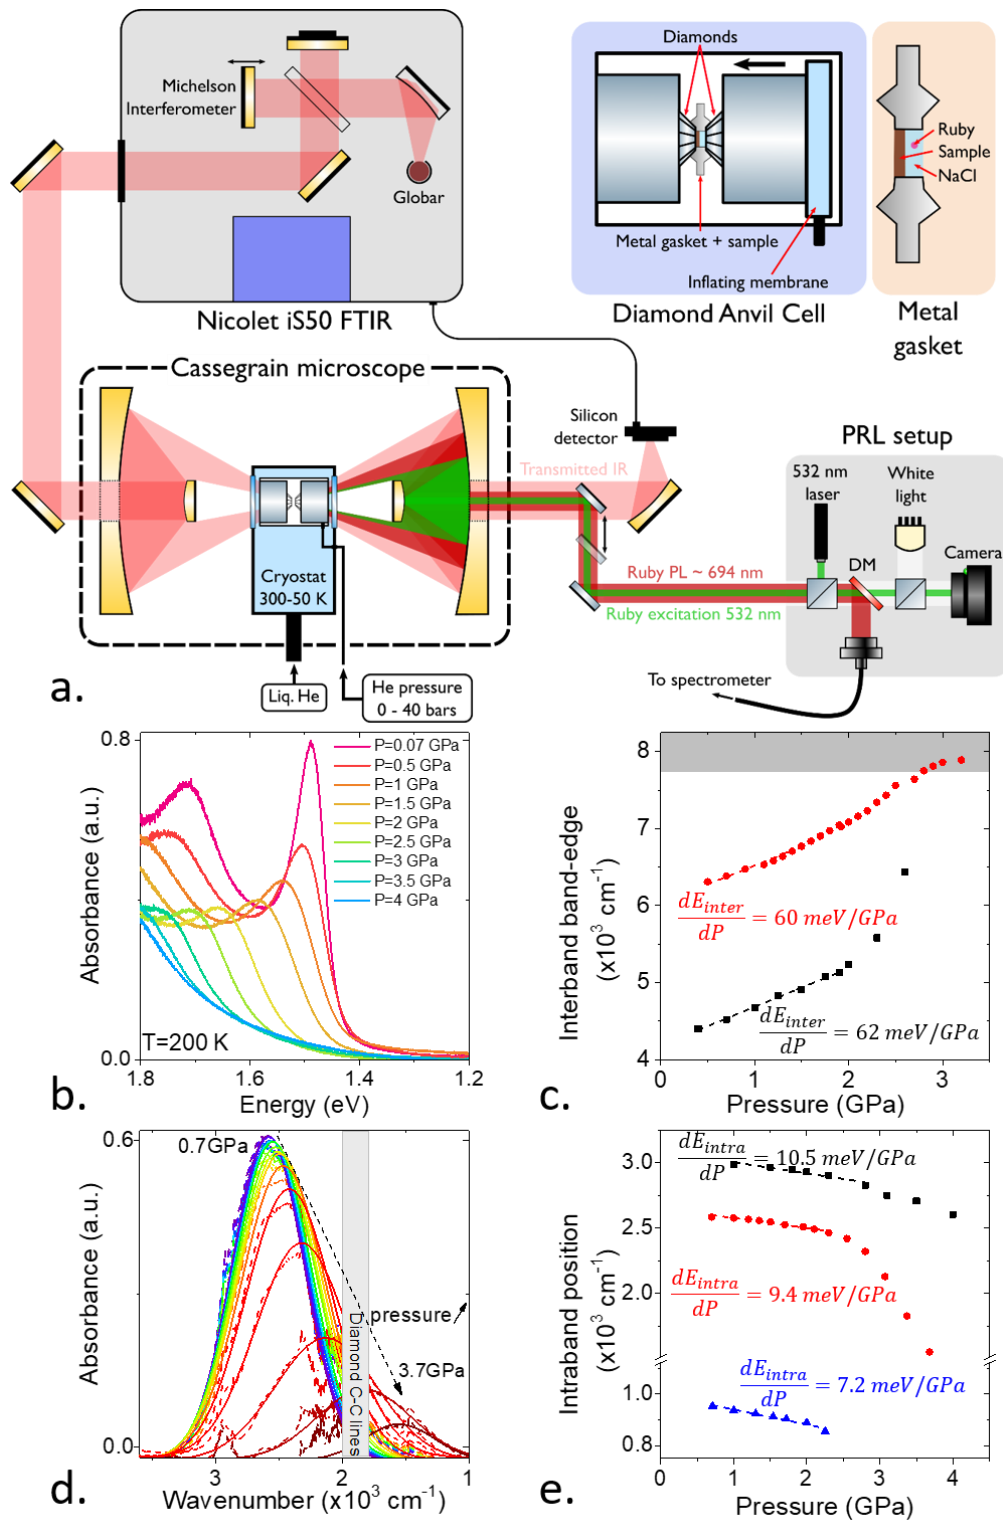 Michelson
Interferometer
Globar
Nicolet iS50 FTIR
Diamonds
Metal gasket + sample
Inflating membrane
Diamond Anvil Cell
Ruby
Sample
NaCl
Metal
gasket
Cassegrain microscope
Silicon
detector
Transmitted IR
Cryostat
300-50 K
Liq. He
He pressure
0 - 40 bars
PRL setup
532 nm
laser
White
light
DM
Camera
Ruby PL ~ 694 nm
Ruby excitation 532 nm
To spectrometer
a.
0.8
Absorbance (a.u.)
0.0
P=0.07 GPa
P=0.5 GPa
P=1 GPa
P=1.5 GPa
P=2 GPa
P=2.5 GPa
P=3 GPa
P=3.5 GPa
P=4 GPa
T=200 K
1.8 1.6 1.4 1.2
Energy (eV)
b.
Interband band-edge
(x10³ cm⁻¹)
8
7
6
5
4
dE_inter/dP = 60 meV/GPa
dE_inter/dP = 62 meV/GPa
0 1 2 3
Pressure (GPa)
c.
0.6
Absorbance (a.u.)
0.0
0.7GPa
pressure
3.7GPa
Diamond C-C lines
3 2 1
Wavenumber (x10³ cm⁻¹)
d.
Intraband position
(x10³ cm⁻¹)
3.0
2.5
2.0
1.0
0.8
dE_intra/dP = 10.5 meV/GPa
dE_intra/dP = 9.4 meV/GPa
dE_intra/dP = 7.2 meV/GPa
0 1 2 3 4
Pressure (GPa)
e.